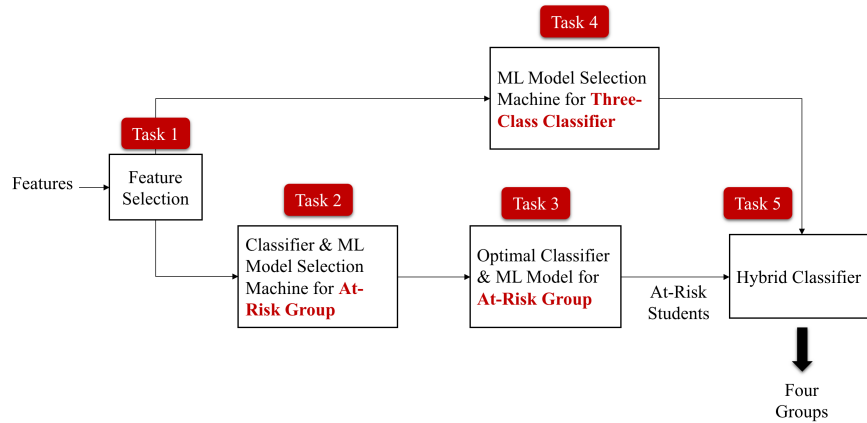 Task 4
ML Model Selection
Machine for Three-
Class Classifier
Task 1
Features
Feature
Selection
Task 2
Classifier & ML
Model Selection
Machine for At-
Risk Group
Task 3
Optimal Classifier
& ML Model for
At-Risk Group
At-Risk
Students
Task 5
Hybrid Classifier
Four
Groups